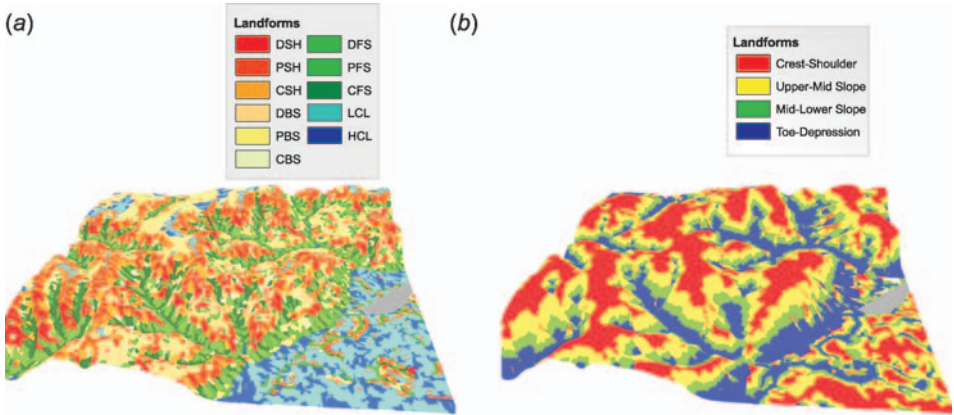 (a)
Landforms
DSH DFS
PSH PFS
CSH CFS
DBS LCL
PBS HCL
CBS
(b)
Landforms
Crest-Shoulder
Upper-Mid Slope
Mid-Lower Slope
Toe-Depression